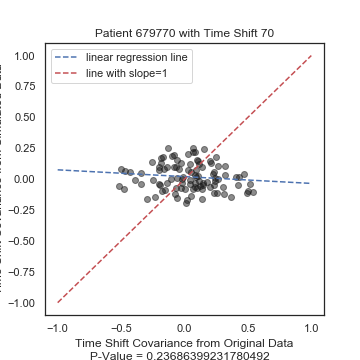 Patient 679770 with Time Shift 70
linear regression line
line with slope=1
1.00
0.75
0.50
0.25
0.00
−0.25
−0.50
−0.75
−1.00
−1.0 −0.5 0.0 0.5 1.0
Time Shift Covariance from Original Data
P-Value = 0.23686399231780492